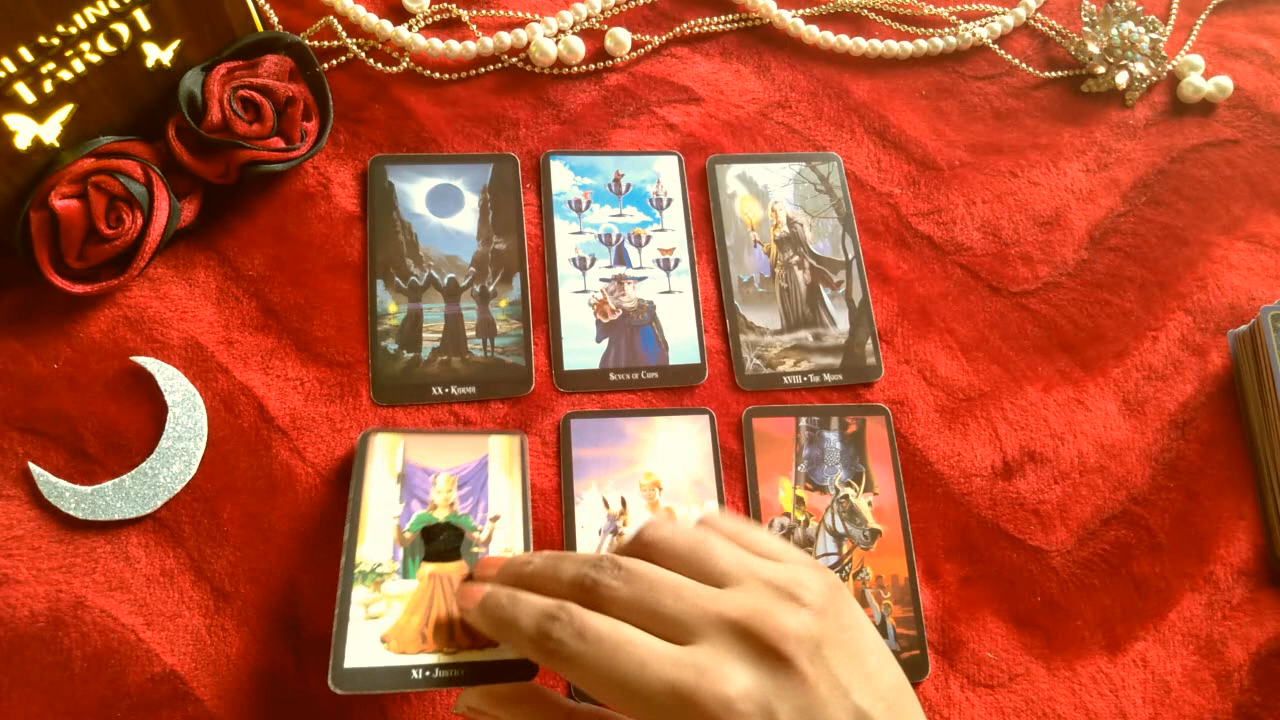 TAROT
XX • KARMA
SEVEN OF CUPS
XVIII • THE MOON
XI • JUSTICE